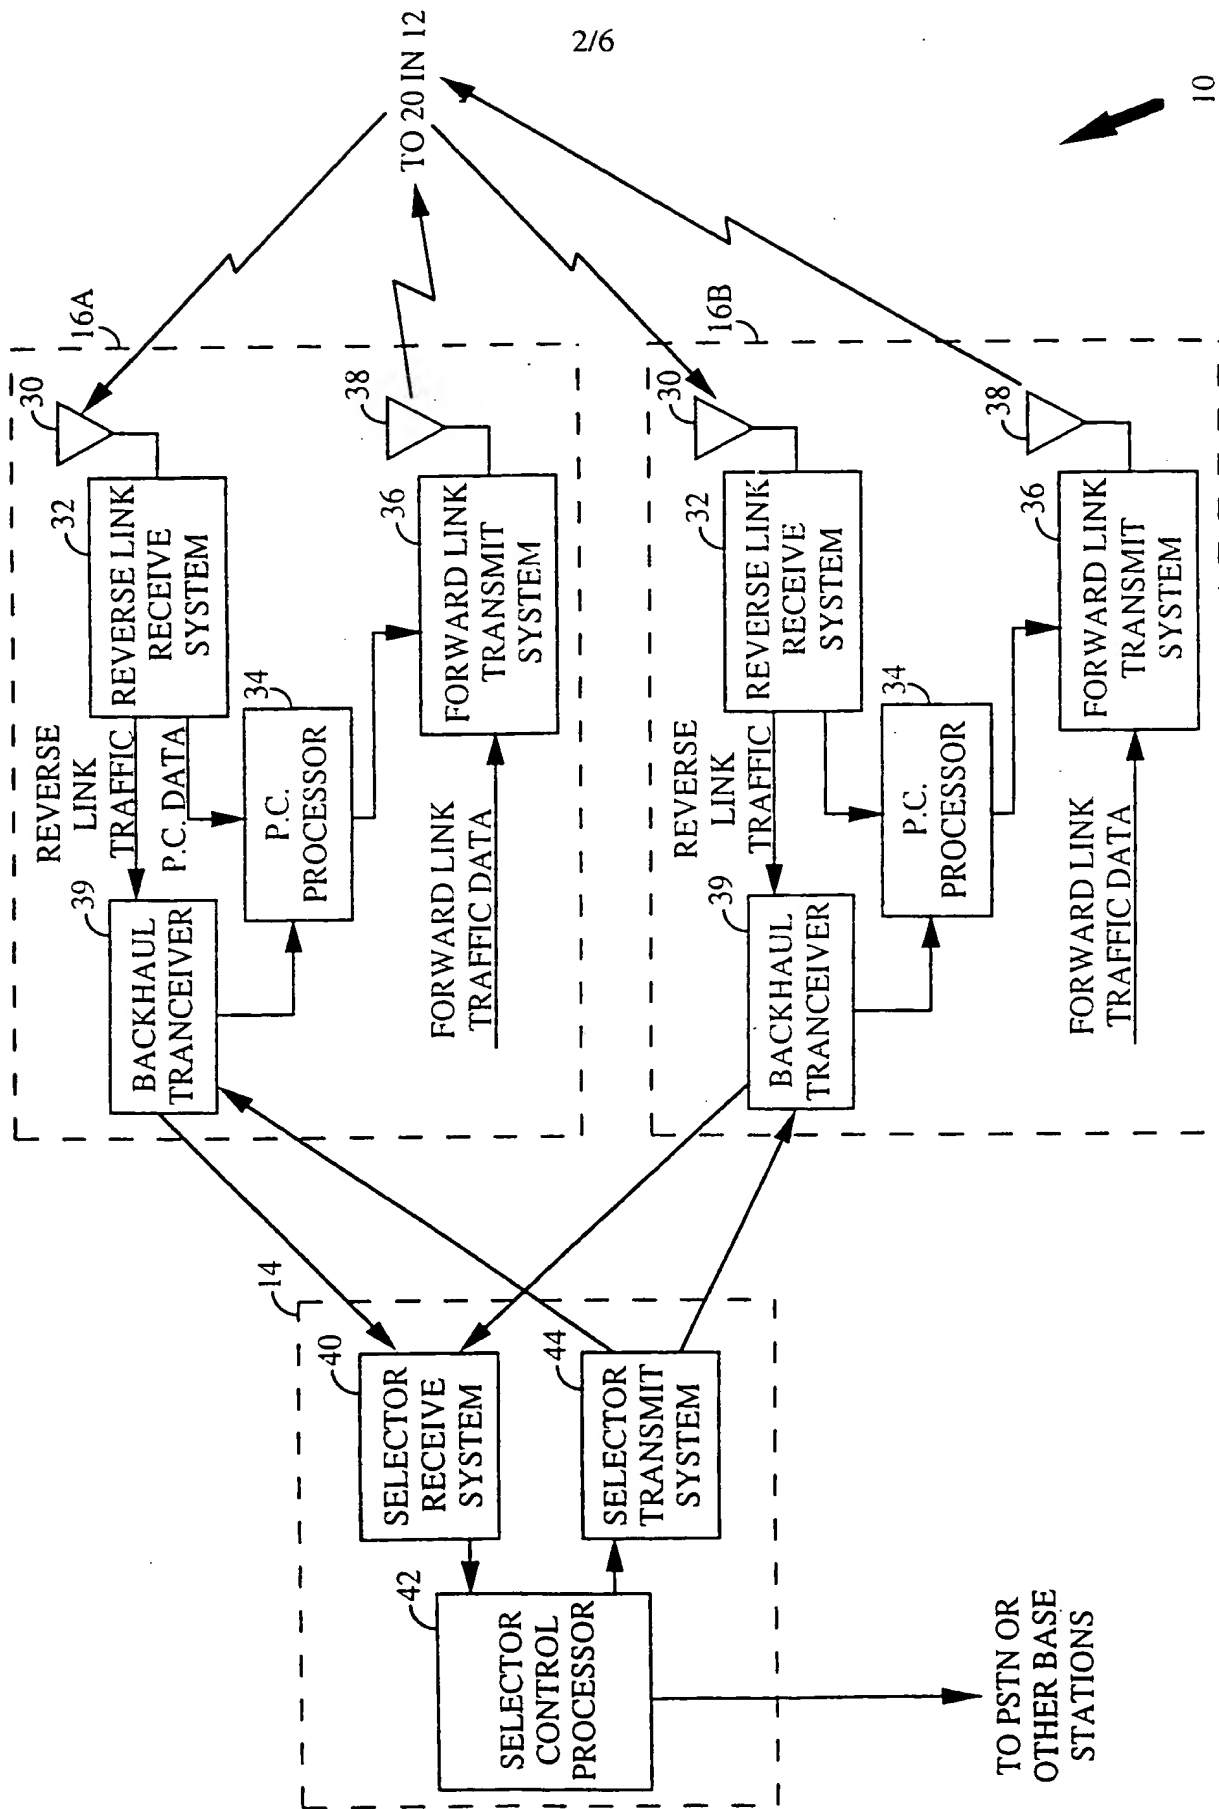 2/6
10
TO 20 IN 12
16A
30
32
REVERSE LINK
RECEIVE
SYSTEM
REVERSE
LINK
TRAFFIC
P.C. DATA
34
P.C.
PROCESSOR
38
36
FORWARD LINK
TRANSMIT
SYSTEM
FORWARD LINK
TRAFFIC DATA
39
BACKHAUL
TRANCEIVER
16B
30
32
REVERSE LINK
RECEIVE
SYSTEM
REVERSE
LINK
TRAFFIC
34
P.C.
PROCESSOR
38
36
FORWARD LINK
TRANSMIT
SYSTEM
FORWARD LINK
TRAFFIC DATA
39
BACKHAUL
TRANCEIVER
14
40
SELECTOR
RECEIVE
SYSTEM
44
SELECTOR
TRANSMIT
SYSTEM
42
SELECTOR
CONTROL
PROCESSOR
TO PSTN OR
OTHER BASE
STATIONS